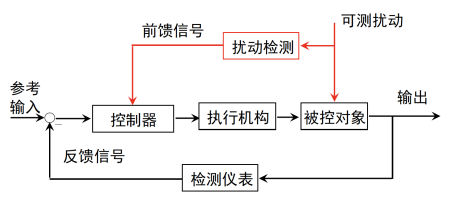 可测扰动
前馈信号
扰动检测
参考
输入
控制器
执行机构
被控对象
输出
反馈信号
检测仪表